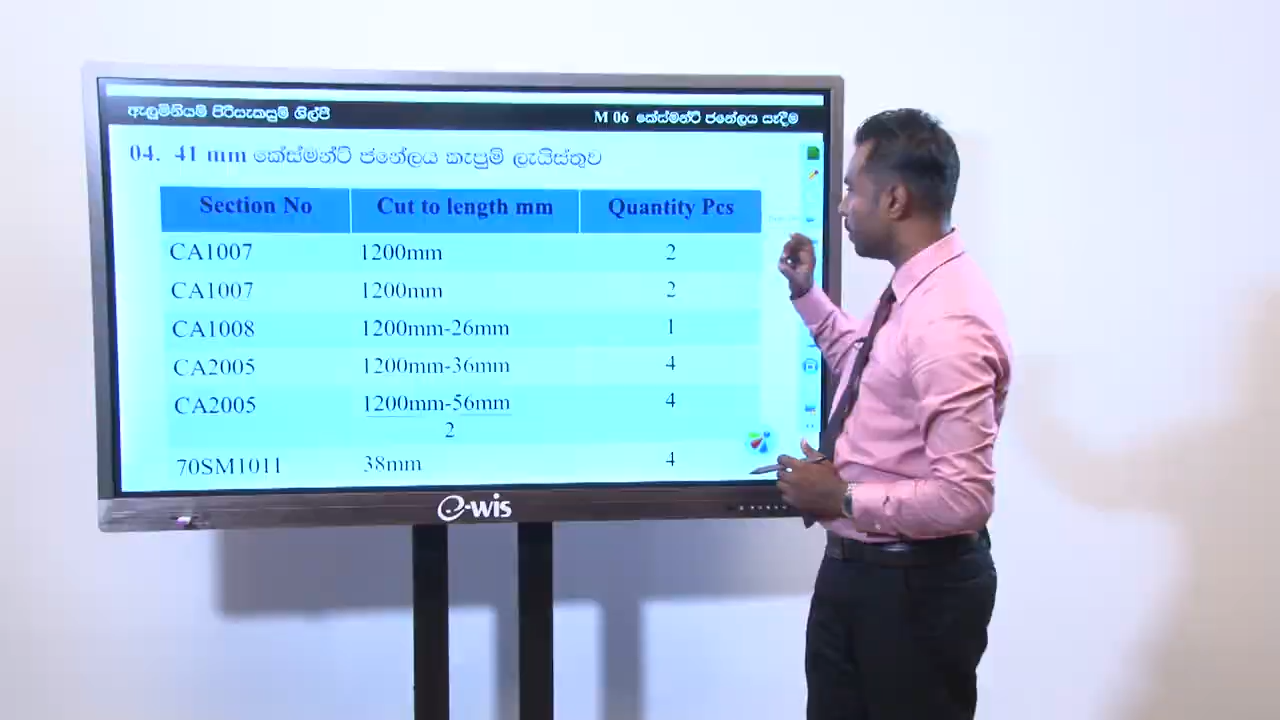 ඇලුමිනියම් පිරිසැකසුම් ශිල්පී
M 06 කේස්මන්ට් ජනේලය සෑදීම
04. 41 mm කේස්මන්ට් ජනේලය කැපුම් ලැයිස්තුව
Section No Cut to length mm Quantity Pcs
CA1007 1200mm 2
CA1007 1200mm 2
CA1008 1200mm-26mm 1
CA2005 1200mm-36mm 4
CA2005 1200mm-56mm 4
2
70SM1011 38mm 4
e-wis